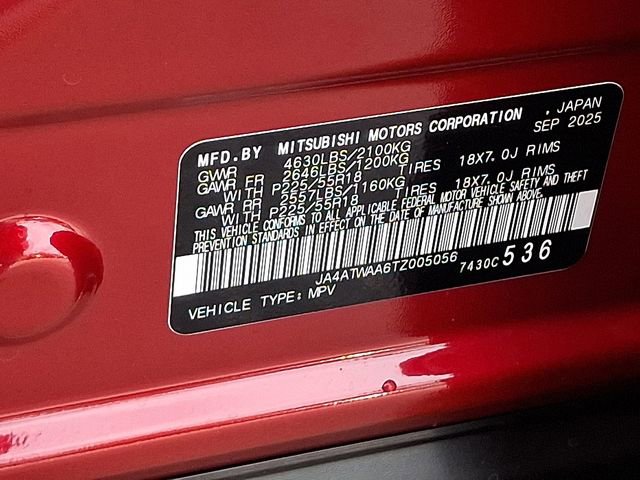 MFD.BY MITSUBISHI MOTORS CORPORATION , JAPAN
SEP 2025
GVWR 4630LBS/2100KG
GAWR FR 2646LBS/1200KG
WITH P225/55R18 TIRES 18X7.0J RIMS
GAWR RR 2557LBS/1160KG
WITH P225/55R18 TIRES 18X7.0J RIMS
THIS VEHICLE CONFORMS TO ALL APPLICABLE FEDERAL MOTOR VEHICLE SAFETY AND THEFT
PREVENTION STANDARDS IN EFFECT ON THE DATE OF MANUFACTURE SHOWN ABOVE.
JA4ATWAA6TZ005056 7430C 536
VEHICLE TYPE: MPV